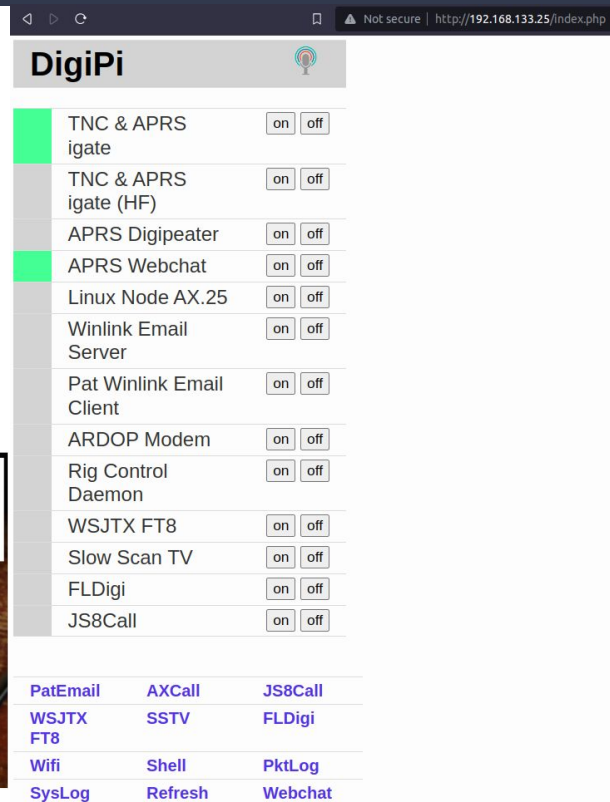 Not secure | http://192.168.133.25/index.php
DigiPi
TNC & APRS on off
igate
TNC & APRS on off
igate (HF)
APRS Digipeater on off
APRS Webchat on off
Linux Node AX.25 on off
Winlink Email on off
Server
Pat Winlink Email on off
Client
ARDOP Modem on off
Rig Control on off
Daemon
WSJTX FT8 on off
Slow Scan TV on off
FLDigi on off
JS8Call on off
PatEmail AXCall JS8Call
WSJTX SSTV FLDigi
FT8
Wifi Shell PktLog
SysLog Refresh Webchat